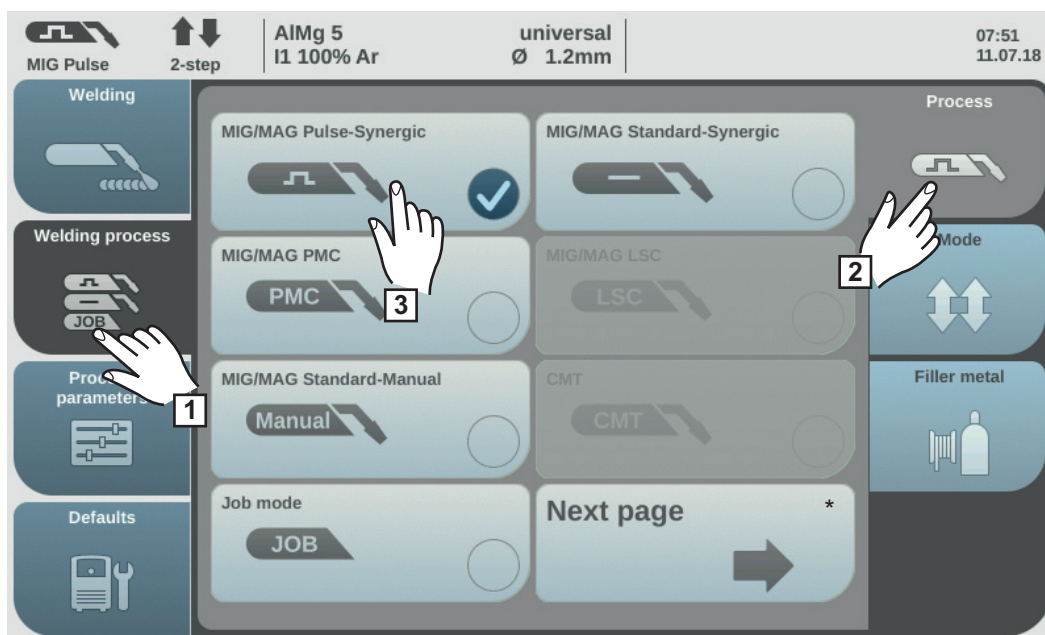 MIG Pulse
2-step
AlMg 5
I1 100% Ar
universal
Ø 1.2mm
07:51
11.07.18
Welding
Welding process
JOB
1
parameters
Defaults
MIG/MAG Pulse-Synergic
3
MIG/MAG Standard-Synergic
MIG/MAG PMC
PMC
MIG/MAG LSC
LSC
MIG/MAG Standard-Manual
Manual
CMT
CMT
Job mode
JOB
Next page *
Process
2
Mode
Filler metal